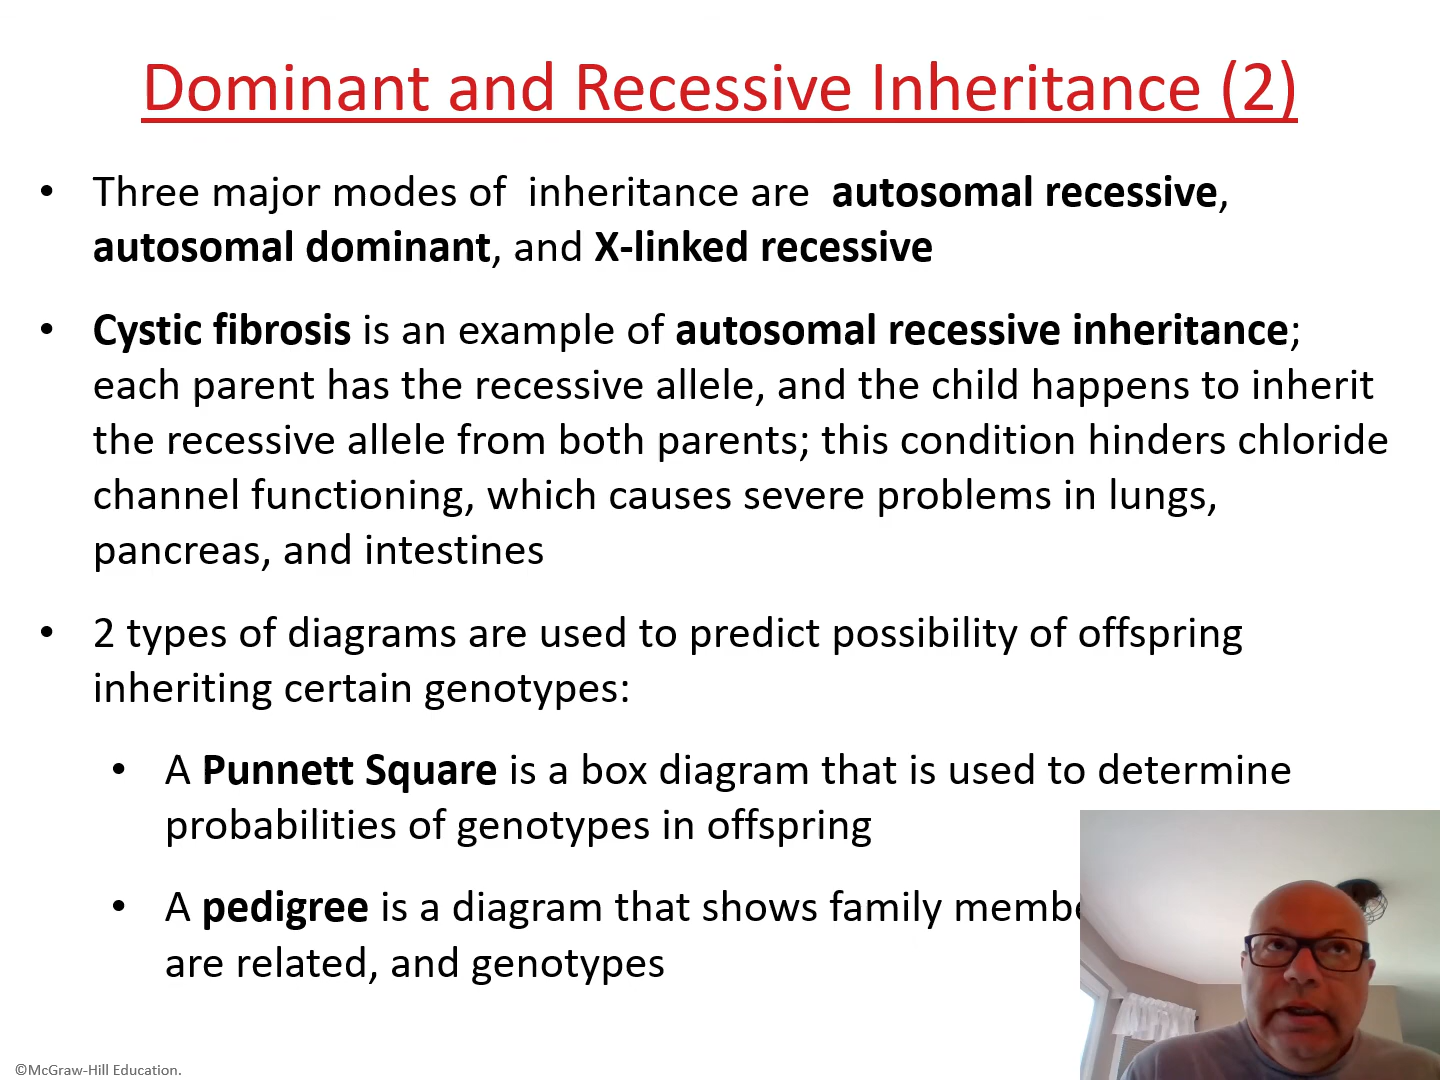 Dominant and Recessive Inheritance (2)
• Three major modes of inheritance are autosomal recessive,
autosomal dominant, and X-linked recessive
• Cystic fibrosis is an example of autosomal recessive inheritance;
each parent has the recessive allele, and the child happens to inherit
the recessive allele from both parents; this condition hinders chloride
channel functioning, which causes severe problems in lungs,
pancreas, and intestines
• 2 types of diagrams are used to predict possibility of offspring
inheriting certain genotypes:
• A Punnett Square is a box diagram that is used to determine
probabilities of genotypes in offspring
• A pedigree is a diagram that shows family
are related, and genotypes
©McGraw-Hill Education.